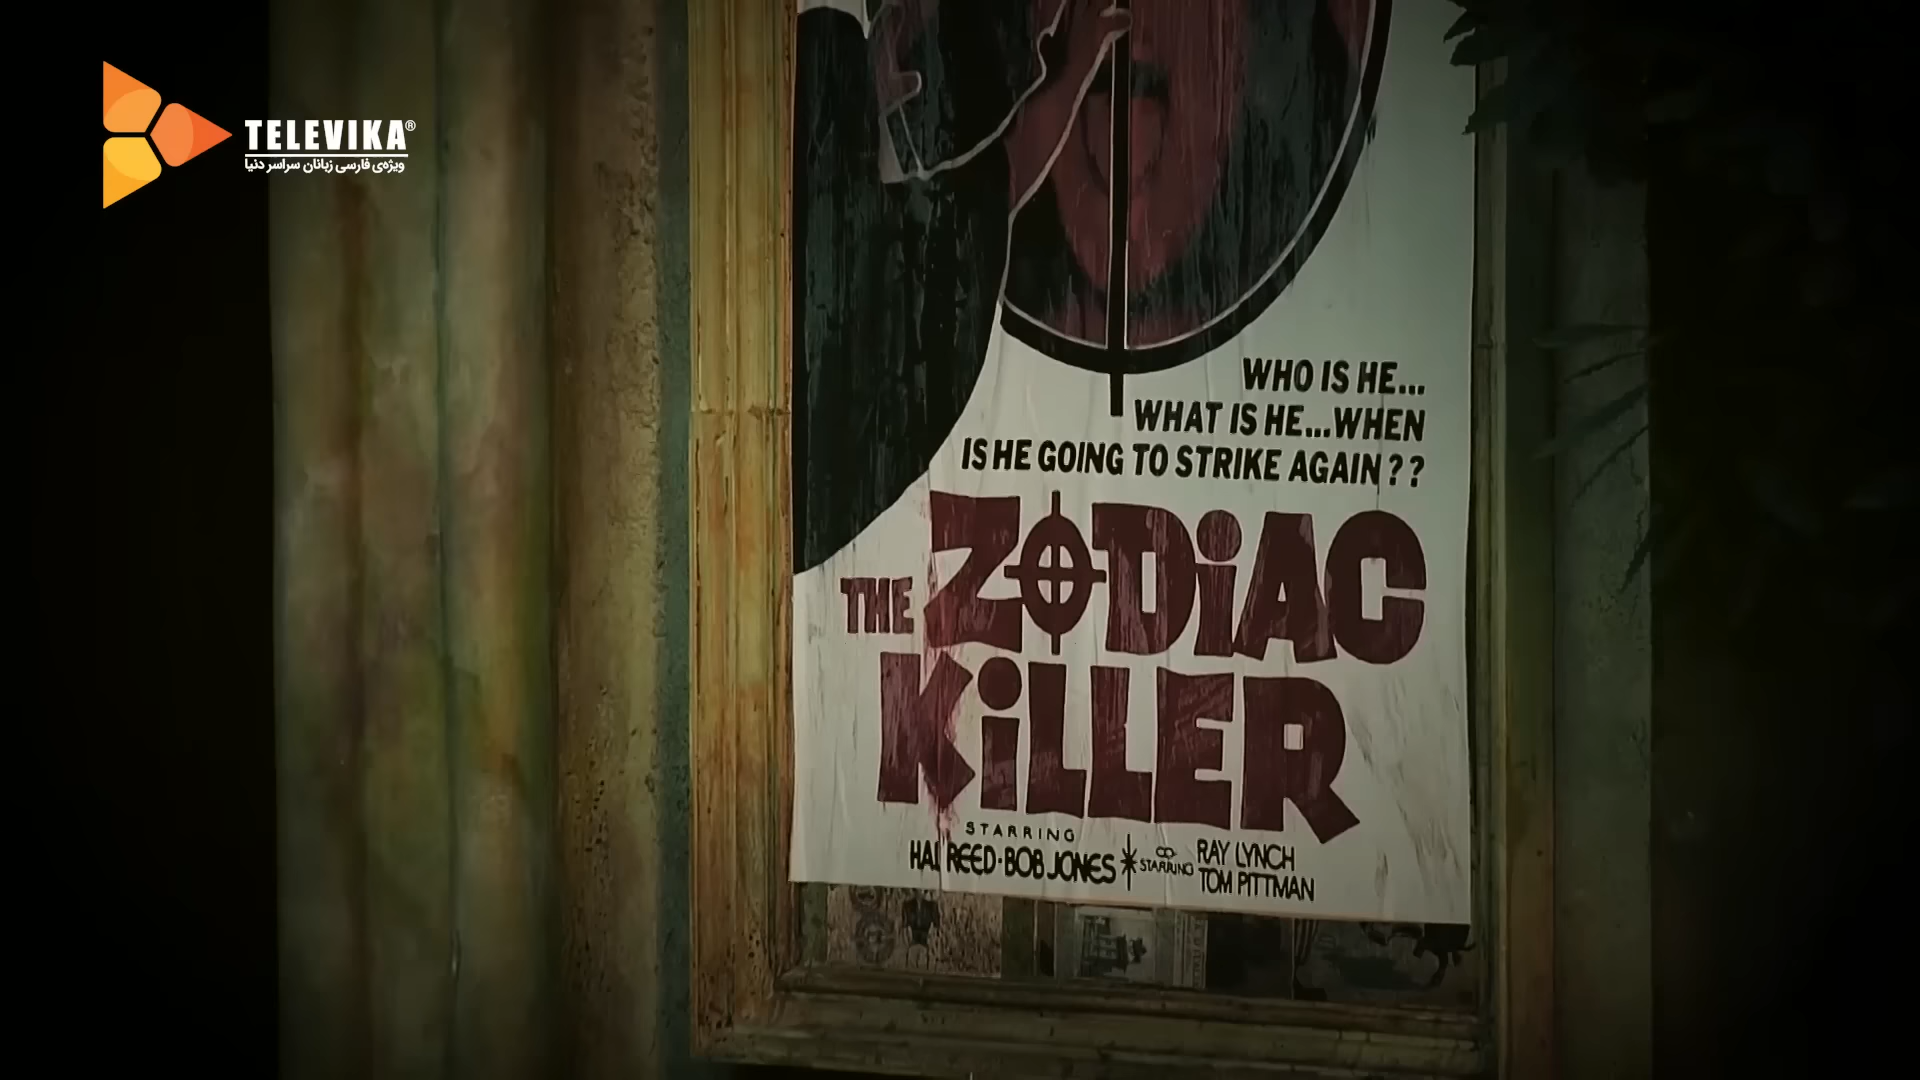 TELEVIKA®
ویژه‌ی فارسی زبانان سراسر دنیا
WHO IS HE...
WHAT IS HE...WHEN
IS HE GOING TO STRIKE AGAIN??
THE ZODiAC
KiLLER
STARRING
HAL REED · BOB JONES * CO STARRING RAY LYNCH
TOM PITTMAN